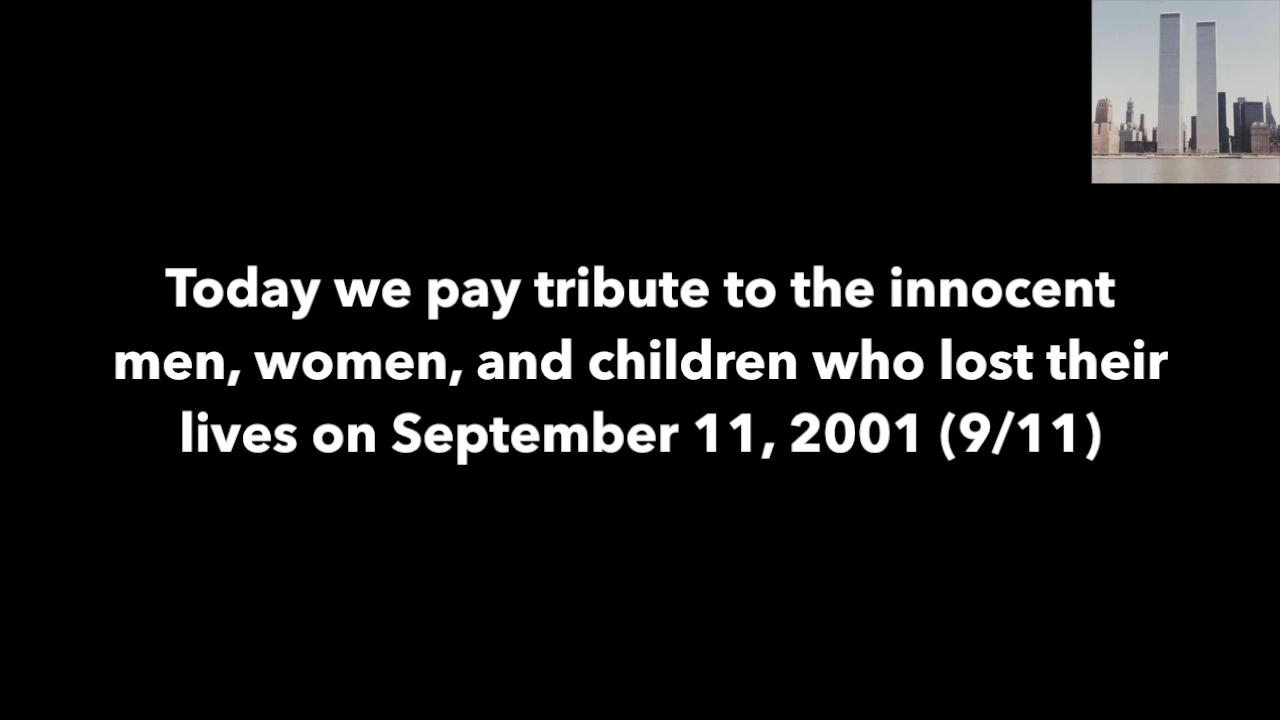 Today we pay tribute to the innocent
men, women, and children who lost their
lives on September 11, 2001 (9/11)